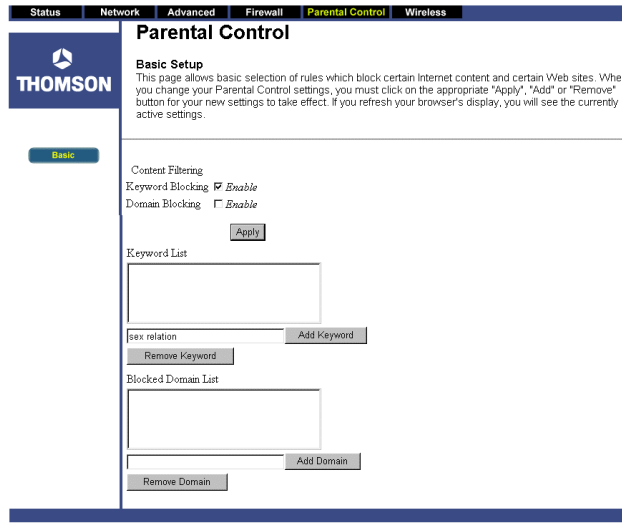 Status Network Advanced Firewall Parental Control Wireless
Parental Control
THOMSON
Basic Setup
This page allows basic selection of rules which block certain Internet content and certain Web sites. Whe
you change your Parental Control settings, you must click on the appropriate "Apply", "Add" or "Remove"
button for your new settings to take effect. If you refresh your browser's display, you will see the currently
active settings.
Basic
Content Filtering
Keyword Blocking Enable
Domain Blocking Enable
Apply
Keyword List
sex relation Add Keyword
Remove Keyword
Blocked Domain List
Add Domain
Remove Domain